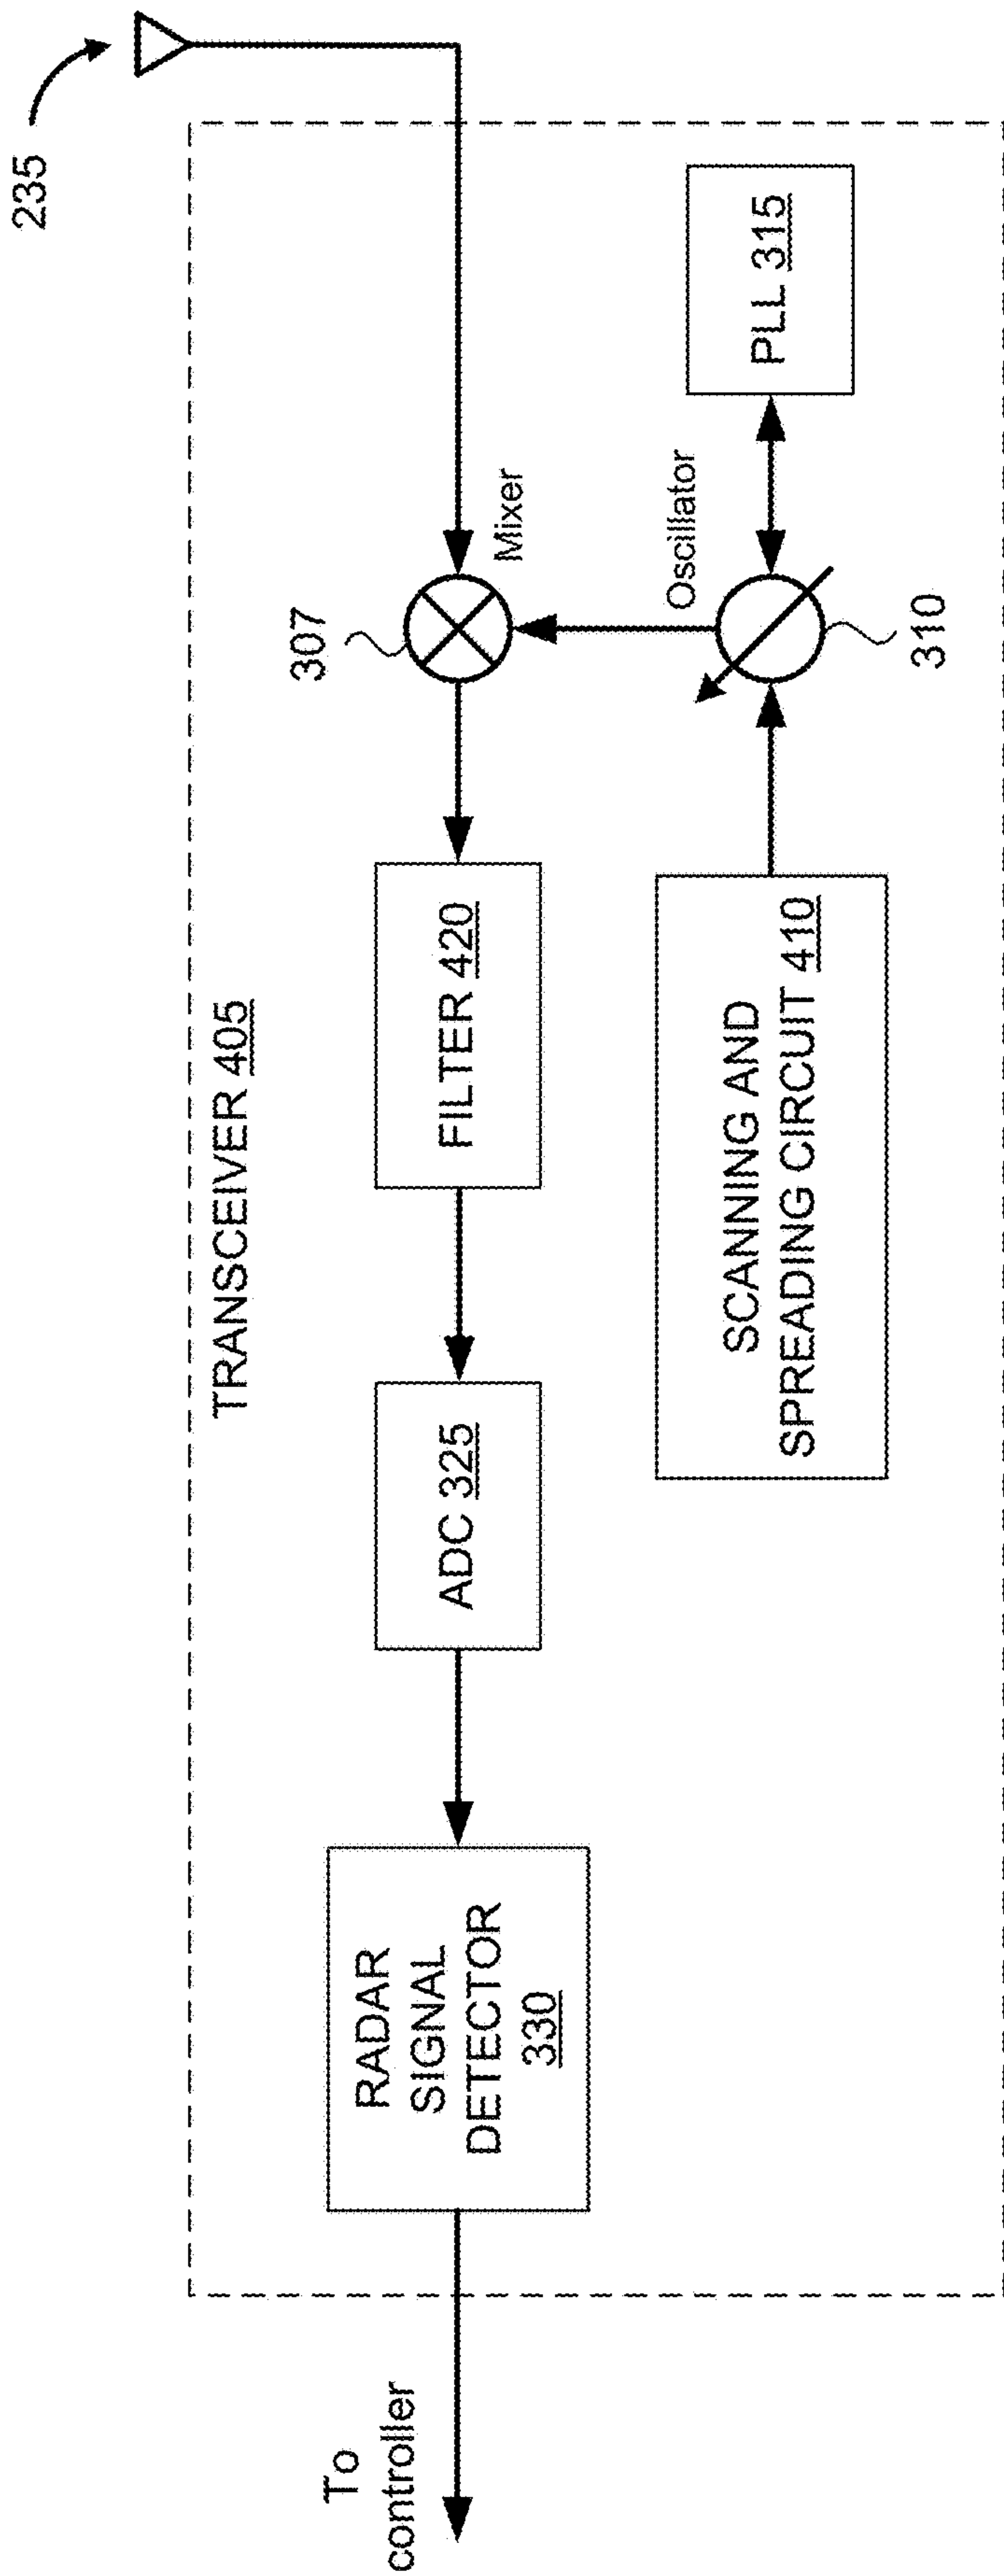 235
TRANSCEIVER 405
307
Mixer
FILTER 420
ADC 325
RADAR
SIGNAL
DETECTOR
330
To
controller
Oscillator
PLL 315
310
SCANNING AND
SPREADING CIRCUIT 410